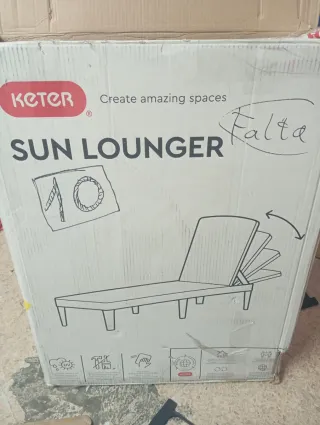 KETER
®
Create amazing spaces
Falta
SUN LOUNGER
10